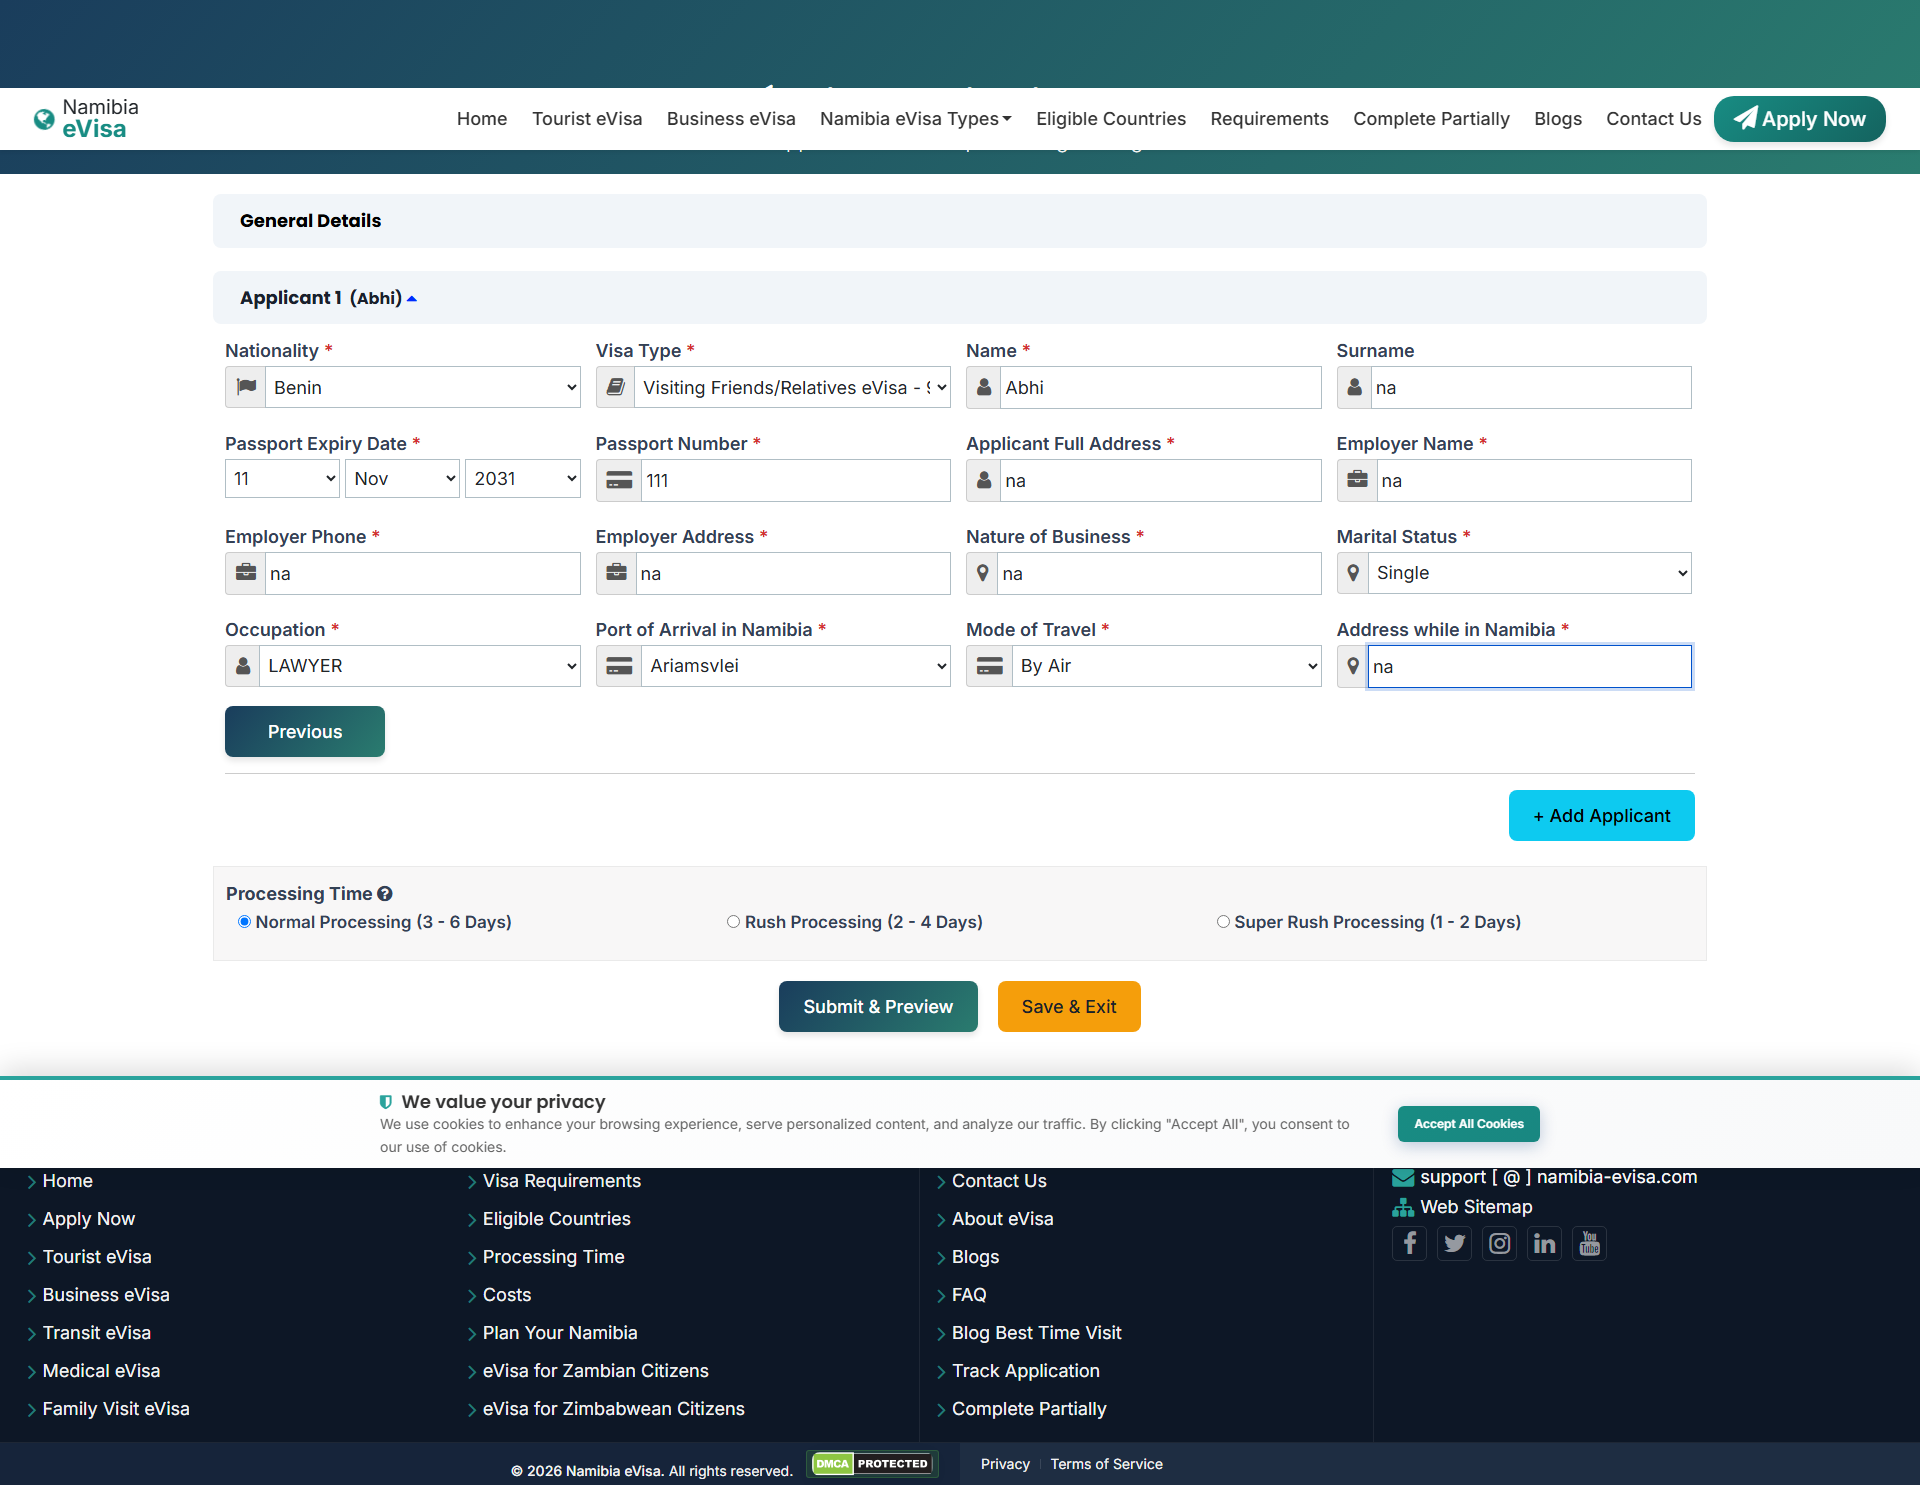 Namibia
eVisa
Home
Tourist eVisa
Business eVisa
Namibia eVisa Types
Eligible Countries
Requirements
Complete Partially
Blogs
Contact Us
Apply Now
General Details
Applicant 1 (Abhi)
Nationality *
Visa Type *
Name *
Surname
Benin
Visiting Friends/Relatives eVisa -
Abhi
na
Passport Expiry Date *
Passport Number *
Applicant Full Address *
Employer Name *
11
Nov
2031
111
na
na
Employer Phone *
Employer Address *
Nature of Business *
Marital Status *
na
na
na
Single
Occupation *
Port of Arrival in Namibia *
Mode of Travel *
Address while in Namibia *
LAWYER
Ariamsvlei
By Air
na
Previous
+ Add Applicant
Processing Time
Normal Processing (3 - 6 Days)
Rush Processing (2 - 4 Days)
Super Rush Processing (1 - 2 Days)
Submit & Preview
Save & Exit
We value your privacy
We use cookies to enhance your browsing experience, serve personalized content, and analyze our traffic. By clicking "Accept All", you consent to
our use of cookies.
Accept All Cookies
Home
Apply Now
Tourist eVisa
Business eVisa
Transit eVisa
Medical eVisa
Family Visit eVisa
Visa Requirements
Eligible Countries
Processing Time
Costs
Plan Your Namibia
eVisa for Zambian Citizens
eVisa for Zimbabwean Citizens
Contact Us
About eVisa
Blogs
FAQ
Blog Best Time Visit
Track Application
Complete Partially
support [ @ ] namibia-evisa.com
Web Sitemap
You
Tube
© 2026 Namibia eVisa. All rights reserved.
DMCA PROTECTED
Privacy
Terms of Service